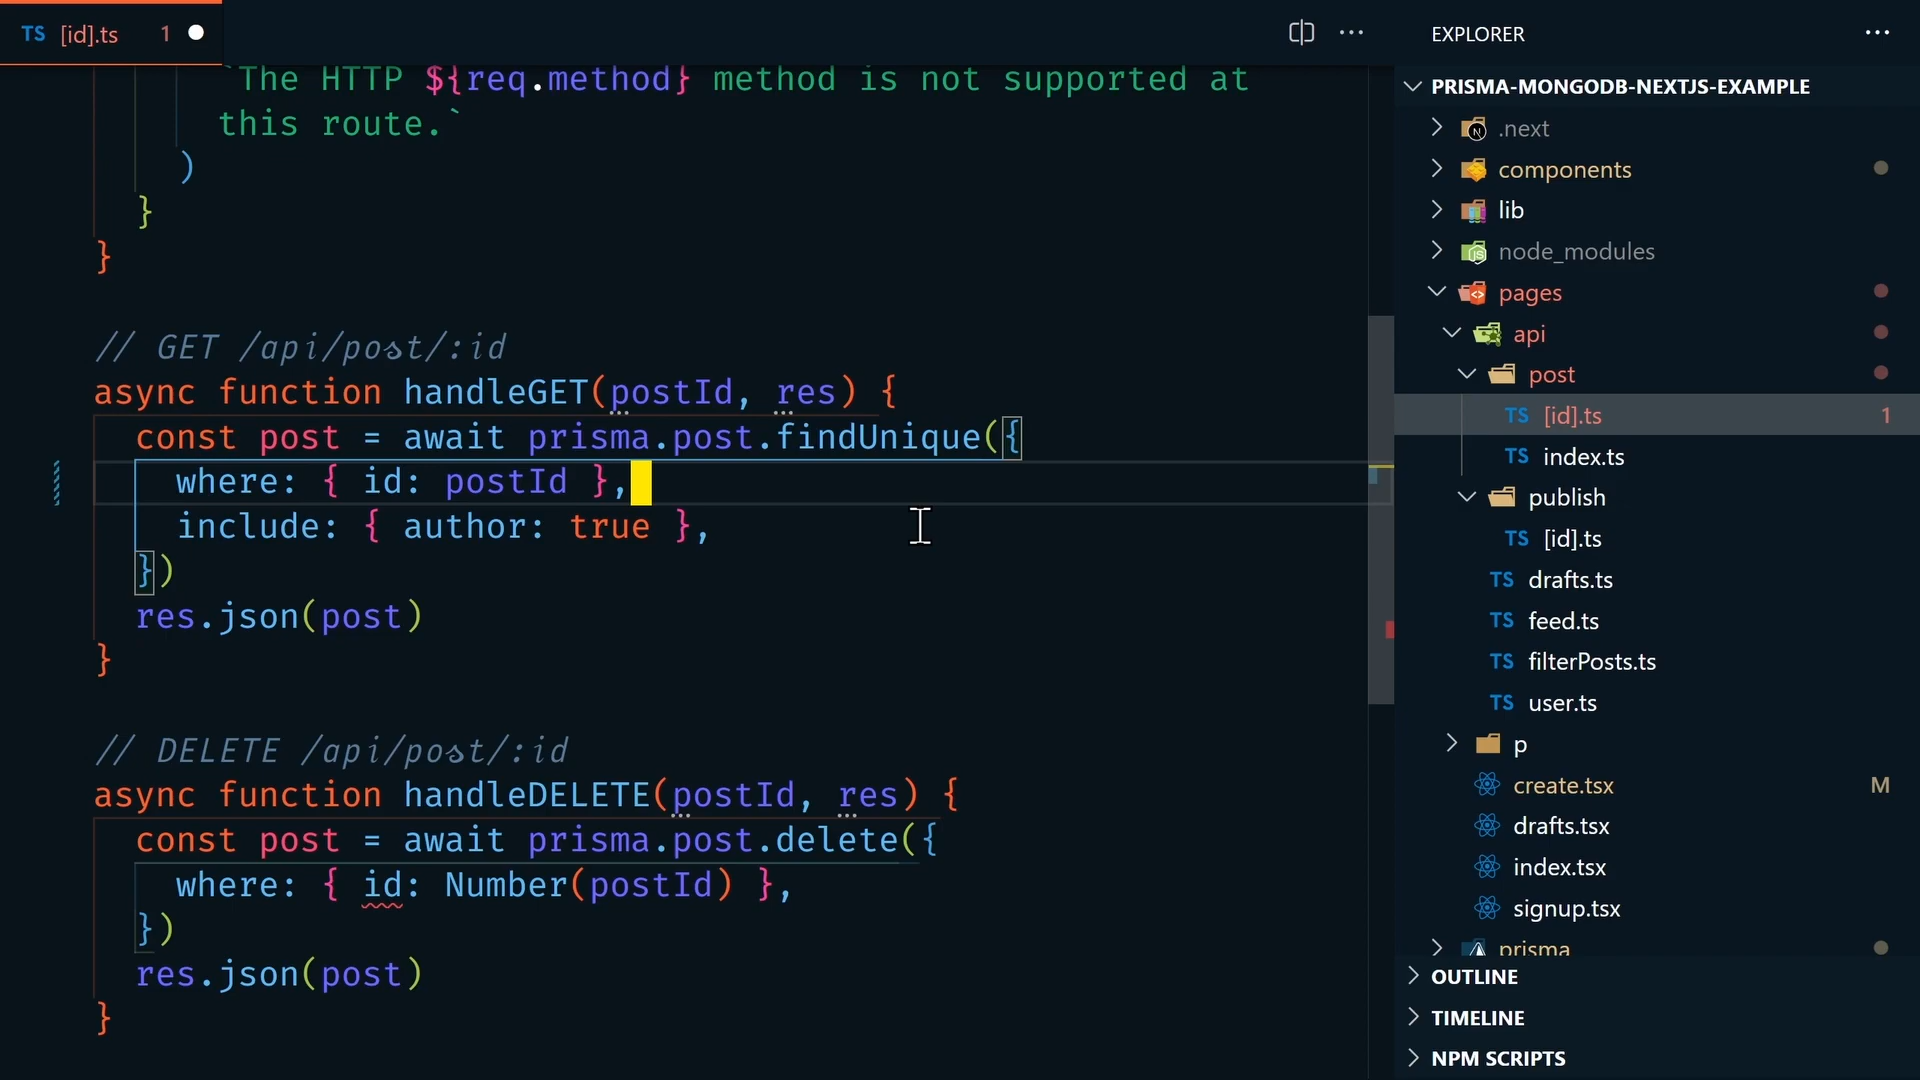 TS [id].ts 1
`The HTTP ${req.method} method is not supported at
this route.`
)
}
}
// GET /api/post/:id
async function handleGET(postId, res) {
const post = await prisma.post.findUnique({
where: { id: postId },
include: { author: true },
})
res.json(post)
}
// DELETE /api/post/:id
async function handleDELETE(postId, res) {
const post = await prisma.post.delete({
where: { id: Number(postId) },
})
res.json(post)
}
EXPLORER
PRISMA-MONGODB-NEXTJS-EXAMPLE
.next
components
lib
node_modules
pages
api
post
TS [id].ts 1
TS index.ts
publish
TS [id].ts
TS drafts.ts
TS feed.ts
TS filterPosts.ts
TS user.ts
p
create.tsx M
drafts.tsx
index.tsx
signup.tsx
prisma
OUTLINE
TIMELINE
NPM SCRIPTS